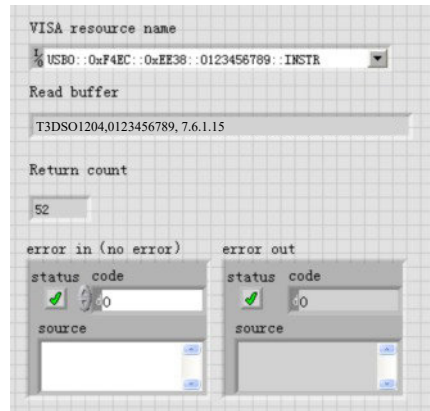 VISA resource name
I/O USB0::0xF4EC::0xEE38::0123456789::INSTR
Read buffer
T3DSO1204,0123456789, 7.6.1.15
Return count
52
error in (no error) error out
status code status code
0 0
source source